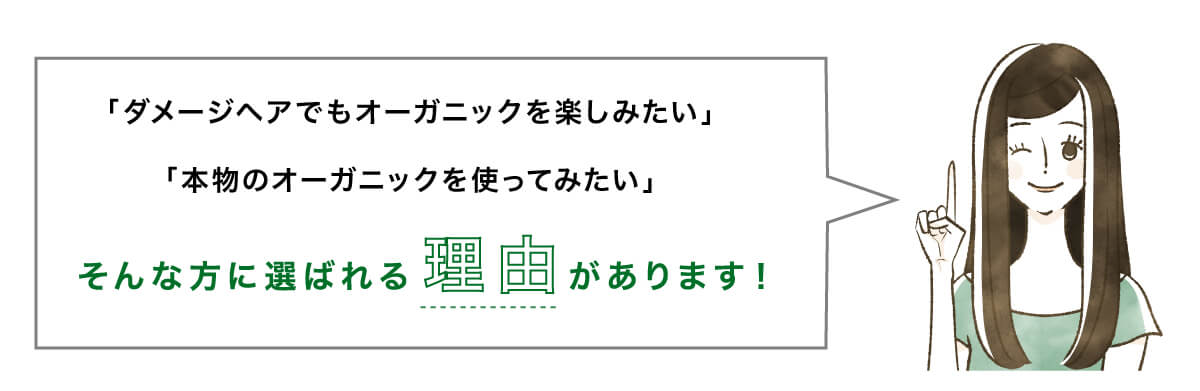 「ダメージヘアでもオーガニックを楽しみたい」
「本物のオーガニックを使ってみたい」
そんな方に選ばれる理由があります！